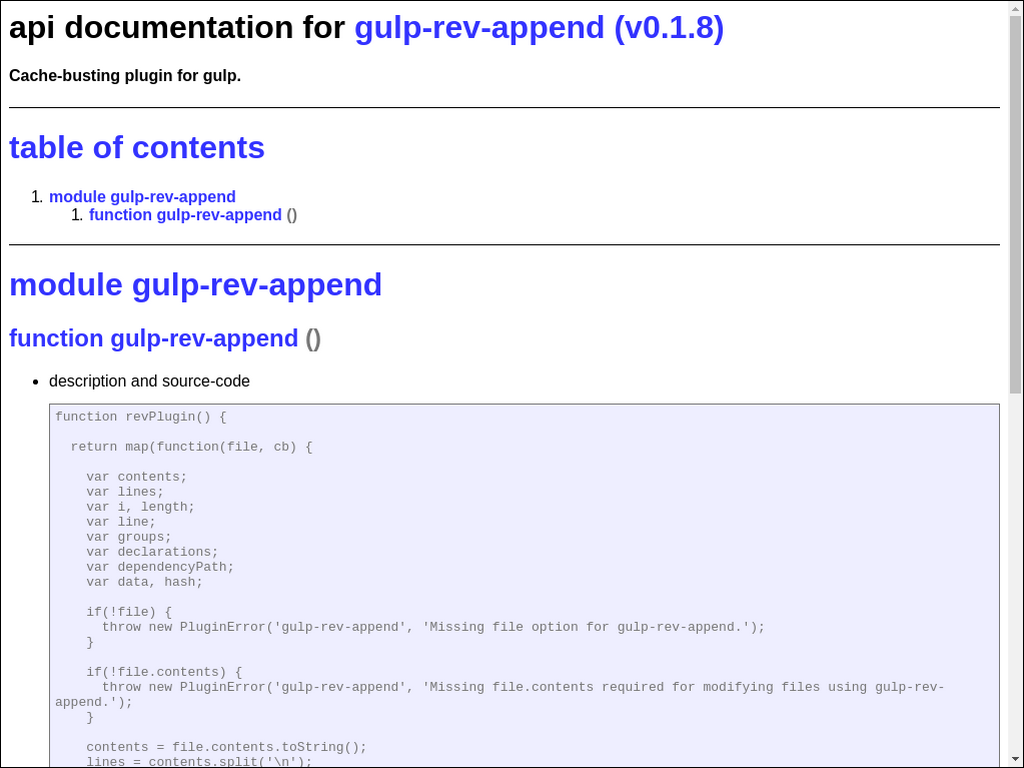 api documentation for gulp-rev-append (v0.1.8)
Cache-busting plugin for gulp.
table of contents
1. module gulp-rev-append
1. function gulp-rev-append ()
module gulp-rev-append
function gulp-rev-append ()
• description and source-code
function revPlugin() {
return map(function(file, cb) {
var contents;
var lines;
var i, length;
var line;
var groups;
var declarations;
var dependencyPath;
var data, hash;
if(!file) {
throw new PluginError('gulp-rev-append', 'Missing file option for gulp-rev-append.');
}
if(!file.contents) {
throw new PluginError('gulp-rev-append', 'Missing file.contents required for modifying files using gulp-rev-
append.');
}
contents = file.contents.toString();
lines = contents.split('\n');